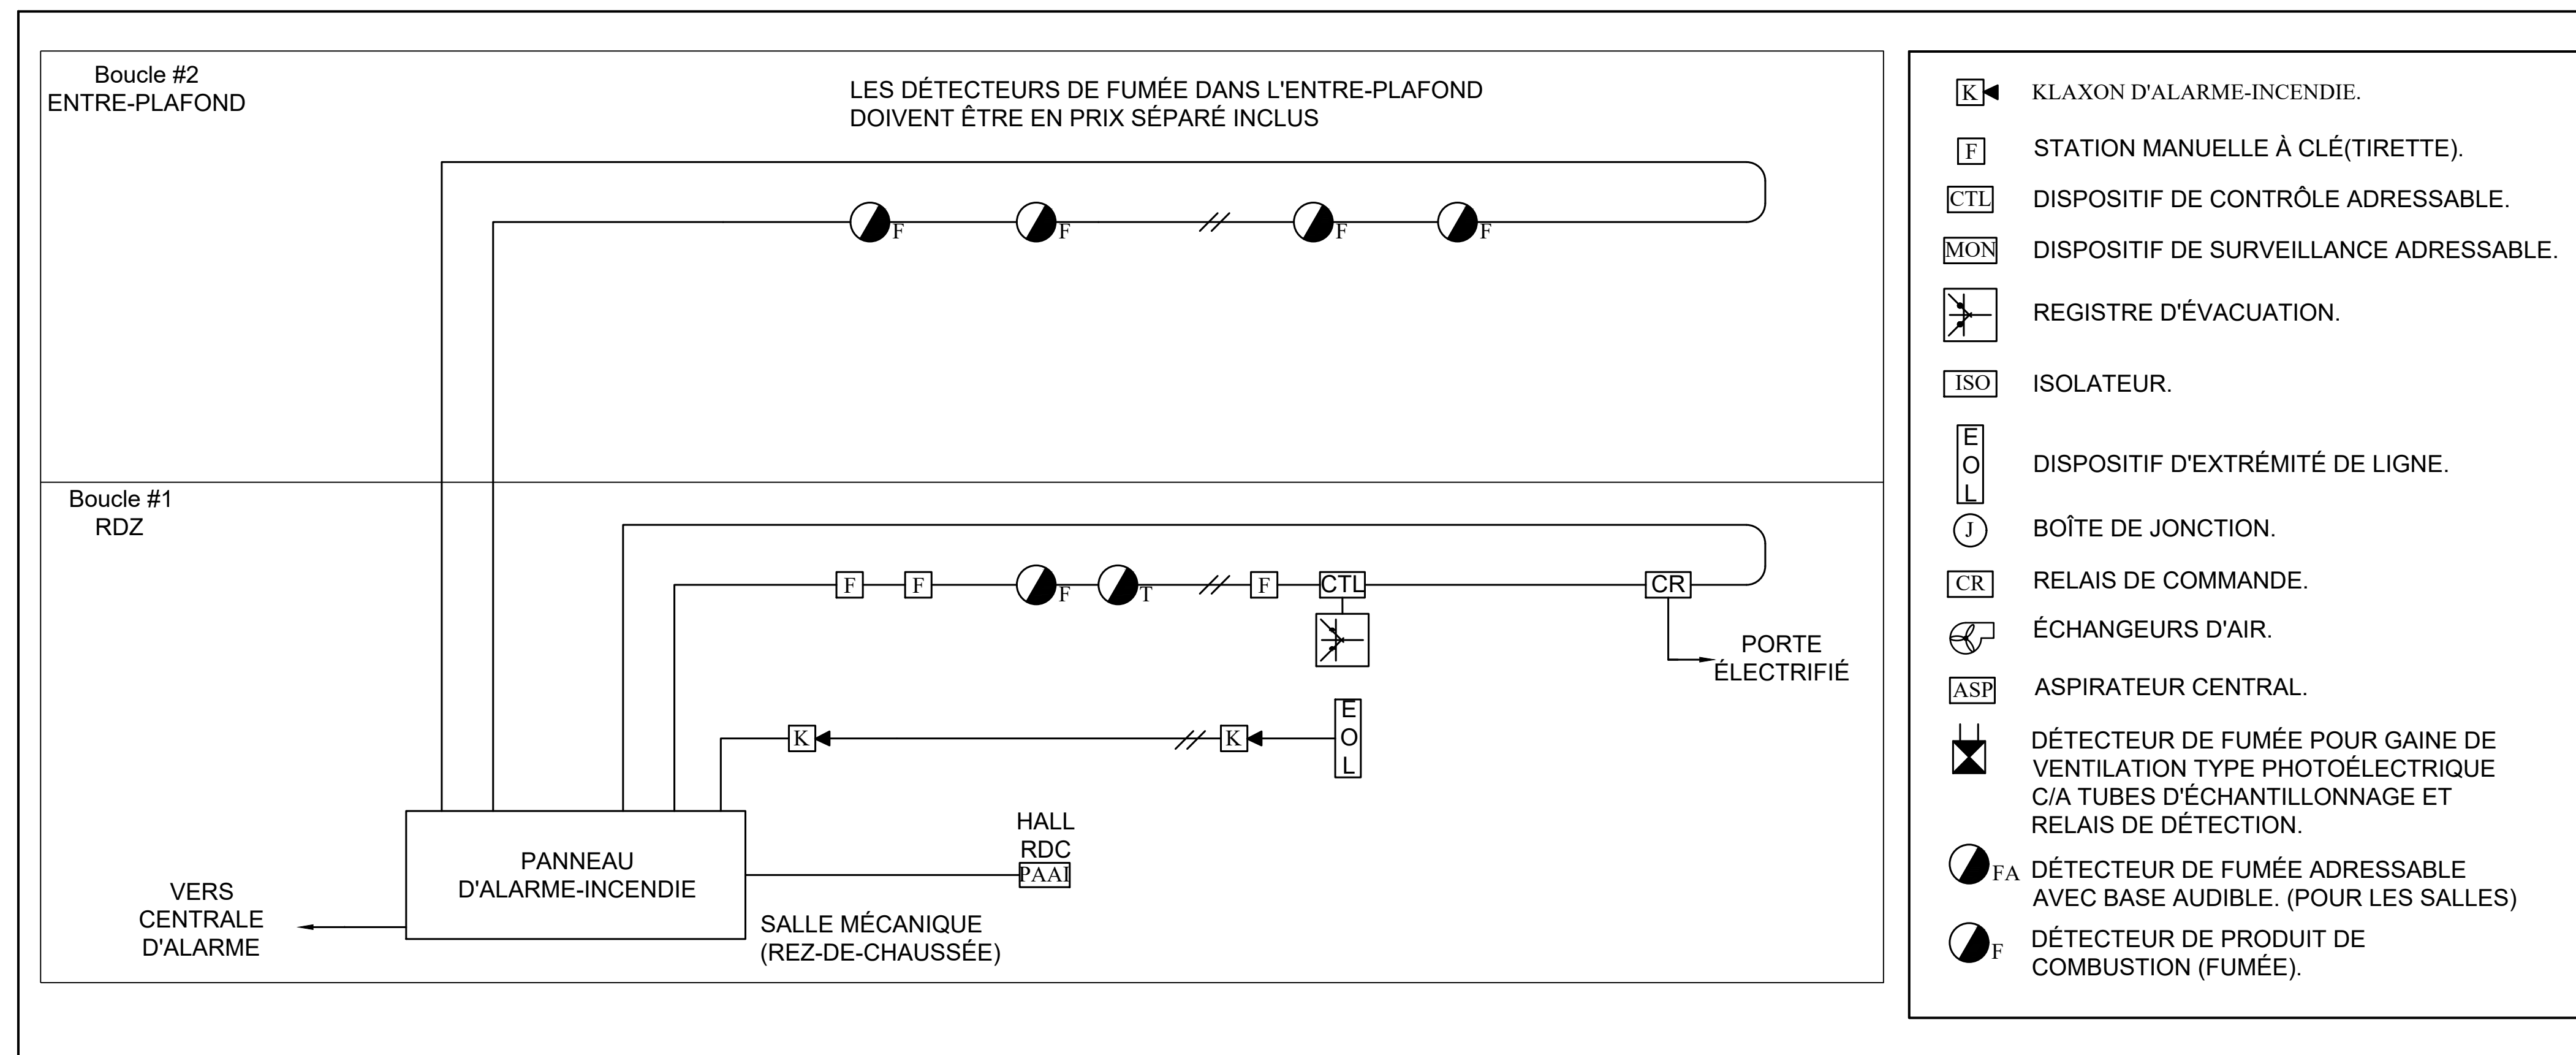 Boucle #2
ENTRE-PLAFOND
LES DÉTECTEURS DE FUMÉE DANS L'ENTRE-PLAFOND
DOIVENT ÊTRE EN PRIX SÉPARÉ INCLUS
F
F
F
F
Boucle #1
RDZ
F
F
F
T
F
CTL
CR
PORTE
ÉLECTRIFIÉ
K
K
E
O
L
PANNEAU
D'ALARME-INCENDIE
HALL
RDC
PAAI
VERS
CENTRALE
D'ALARME
SALLE MÉCANIQUE
(REZ-DE-CHAUSSÉE)
K KLAXON D'ALARME-INCENDIE.
F STATION MANUELLE À CLÉ(TIRETTE).
CTL DISPOSITIF DE CONTRÔLE ADRESSABLE.
MON DISPOSITIF DE SURVEILLANCE ADRESSABLE.
REGISTRE D'ÉVACUATION.
ISO ISOLATEUR.
E
O
L
DISPOSITIF D'EXTRÉMITÉ DE LIGNE.
J BOÎTE DE JONCTION.
CR RELAIS DE COMMANDE.
ÉCHANGEURS D'AIR.
ASP ASPIRATEUR CENTRAL.
DÉTECTEUR DE FUMÉE POUR GAINE DE
VENTILATION TYPE PHOTOÉLECTRIQUE
C/A TUBES D'ÉCHANTILLONNAGE ET
RELAIS DE DÉTECTION.
FA DÉTECTEUR DE FUMÉE ADRESSABLE
AVEC BASE AUDIBLE. (POUR LES SALLES)
F DÉTECTEUR DE PRODUIT DE
COMBUSTION (FUMÉE).